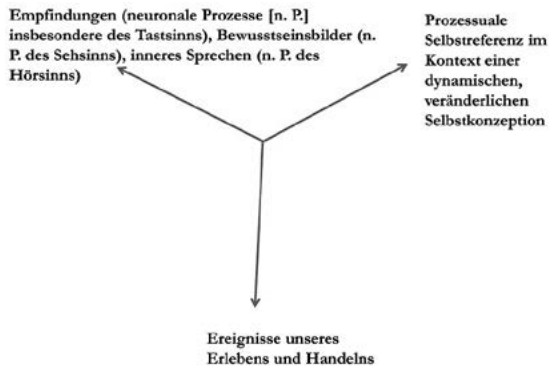 Empfindungen (neuronale Prozesse [n. P.]
insbesondere des Tastsinns), Bewusstseinsbilder (n.
P. des Sehsinns), inneres Sprechen (n. P. des
Hörsinns)
Prozessuale
Selbstreferenz im
Kontext einer
dynamischen,
veränderlichen
Selbstkonzeption
Ereignisse unseres
Erlebens und Handelns